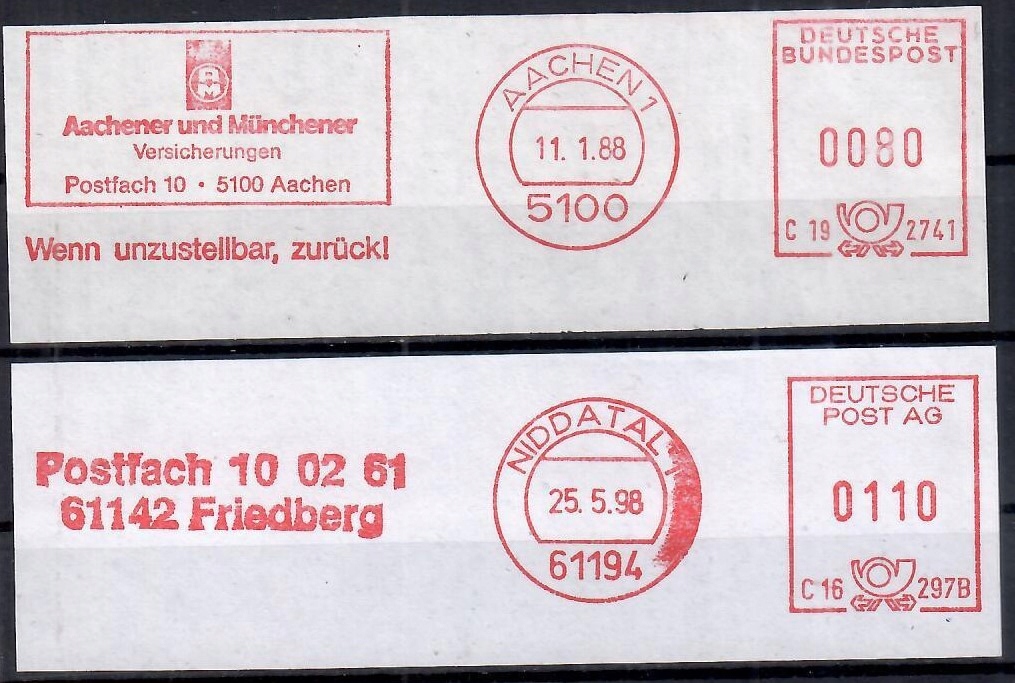 Aachener und Münchener
Versicherungen
Postfach 10 · 5100 Aachen
Wenn unzustellbar, zurück!
AACHEN 1
11. 1.88
5100
DEUTSCHE
BUNDESPOST
0080
C 19 2741
Postfach 10 02 61
61142 Friedberg
NIDDATAL 1
25. 5.98
61194
DEUTSCHE
POST AG
0110
C 16 297B